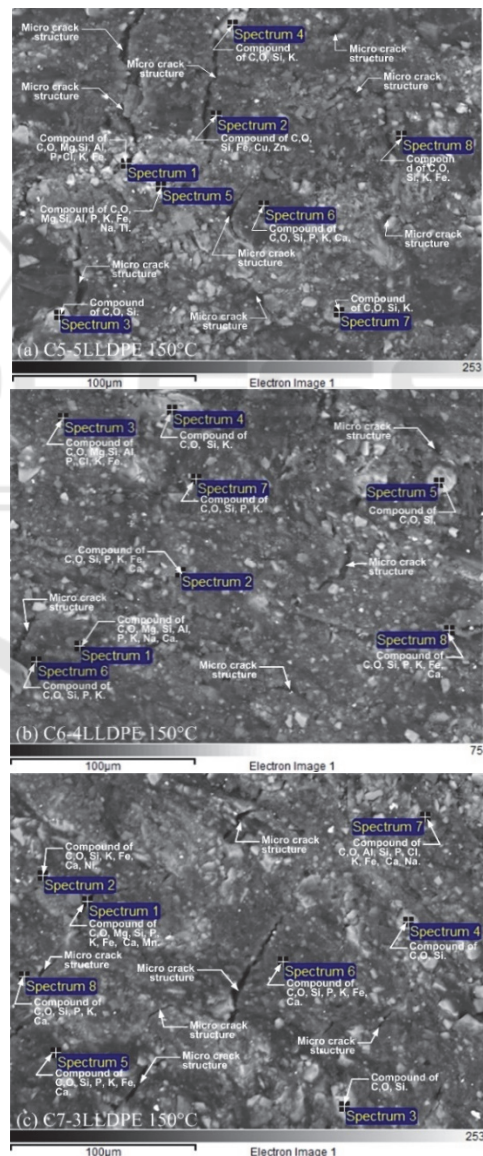 Micro crack
structure
Spectrum 4
Compound
of C,O, Si, K.
Micro crack
structure
Micro crack
structure
Micro crack
structure
Micro crack
structure
Micro crack
structure
Spectrum 2
Compound of C,O,
Si, Fe, Cu, Zn.
Spectrum 8
Compoun
d of C,O,
Si, K, Fe.
Compound of
C,O, Mg,Si, Al,
P, Cl, K, Fe.
Spectrum 1
Spectrum 5
Compound of C,O,
Mg,Si, Al, P, K, Fe,
Na, Ti.
Spectrum 6
Compound of
C,O, Si, P, K, Ca.
Micro crack
structure
Micro crack
structure
Micro crack
structure
Micro crack
structure
Compound
of C,O, Si.
Spectrum 3
Compound
of C,O, Si, K.
Spectrum 7
(a) C5-5LLDPE 150°C
253
100µm
Electron Image 1
Spectrum 3
Compound of
C,O, Mg,Si, Al
P, Cl, K, Fe.
Spectrum 4
Compound of
C,O, Si, K.
Micro crack
structure
Spectrum 7
Compound of
C,O, Si, P, K.
Spectrum 5
Compound of
C,O, Si.
Compound of
C,O, Si, P, K, Fe,
Ca.
Spectrum 2
Micro crack
structure
Micro crack
structure
Compound of
C,O, Mg, Si, Al,
P, K, Na, Ca.
Spectrum 1
Spectrum 6
Compound of
C,O, Si, P, K.
Spectrum 8
Compound of
C,O, Si, P, K, Fe,
Ca.
Micro crack
structure
(b) C6-4LLDPE 150°C
75
100µm
Electron Image 1
Micro crack
structure
Spectrum 7
Compound of
C,O, Al, Si, P, Cl,
K, Fe, Ca, Na.
Compound of
C,O, Si, K, Fe,
Ca, Ni.
Spectrum 2
Spectrum 1
Compound of
C,O, Mg, Si, P,
K, Fe, Ca, Mn.
Spectrum 4
Compound of
C,O, Si.
Micro crack
structure
Micro crack
structure
Spectrum 6
Compound of
C,O, Si, P, K, Fe,
Ca.
Spectrum 8
Compound of
C,O, Si, P, K,
Ca.
Micro crack
structure
Micro crack
structure
Spectrum 5
Compound of
C,O, Si, P, K, Fe,
Ca.
Micro crack
structure
Compound of
C,O, Si.
Spectrum 3
(c) C7-3LLDPE 150°C
253
100µm
Electron Image 1